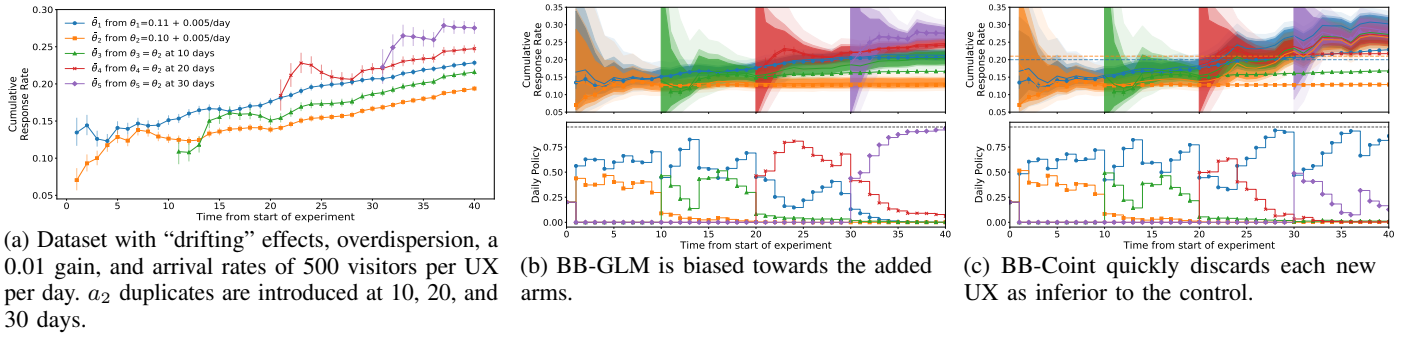 0.30
0.25
0.20
0.15
0.10
0.05
Cumulative
Response Rate
θ̄₁ from θ₁=0.11 + 0.005/day
θ̄₂ from θ₂=0.10 + 0.005/day
θ̄₃ from θ₃ = θ₂ at 10 days
θ̄₄ from θ₄ = θ₂ at 20 days
θ̄₅ from θ₅ = θ₂ at 30 days
0 5 10 15 20 25 30 35 40
Time from start of experiment
(a) Dataset with “drifting” effects, overdispersion, a
0.01 gain, and arrival rates of 500 visitors per UX
per day. a₂ duplicates are introduced at 10, 20, and
30 days.
0.35
0.30
0.25
0.20
0.15
0.10
0.05
Cumulative
Response Rate
0.75
0.50
0.25
0.00
Daily Policy
0 5 10 15 20 25 30 35 40
Time from start of experiment
(b) BB-GLM is biased towards the added
arms.
0.35
0.30
0.25
0.20
0.15
0.10
0.05
Cumulative
Response Rate
0.75
0.50
0.25
0.00
Daily Policy
0 5 10 15 20 25 30 35 40
Time from start of experiment
(c) BB-Coint quickly discards each new
UX as inferior to the control.